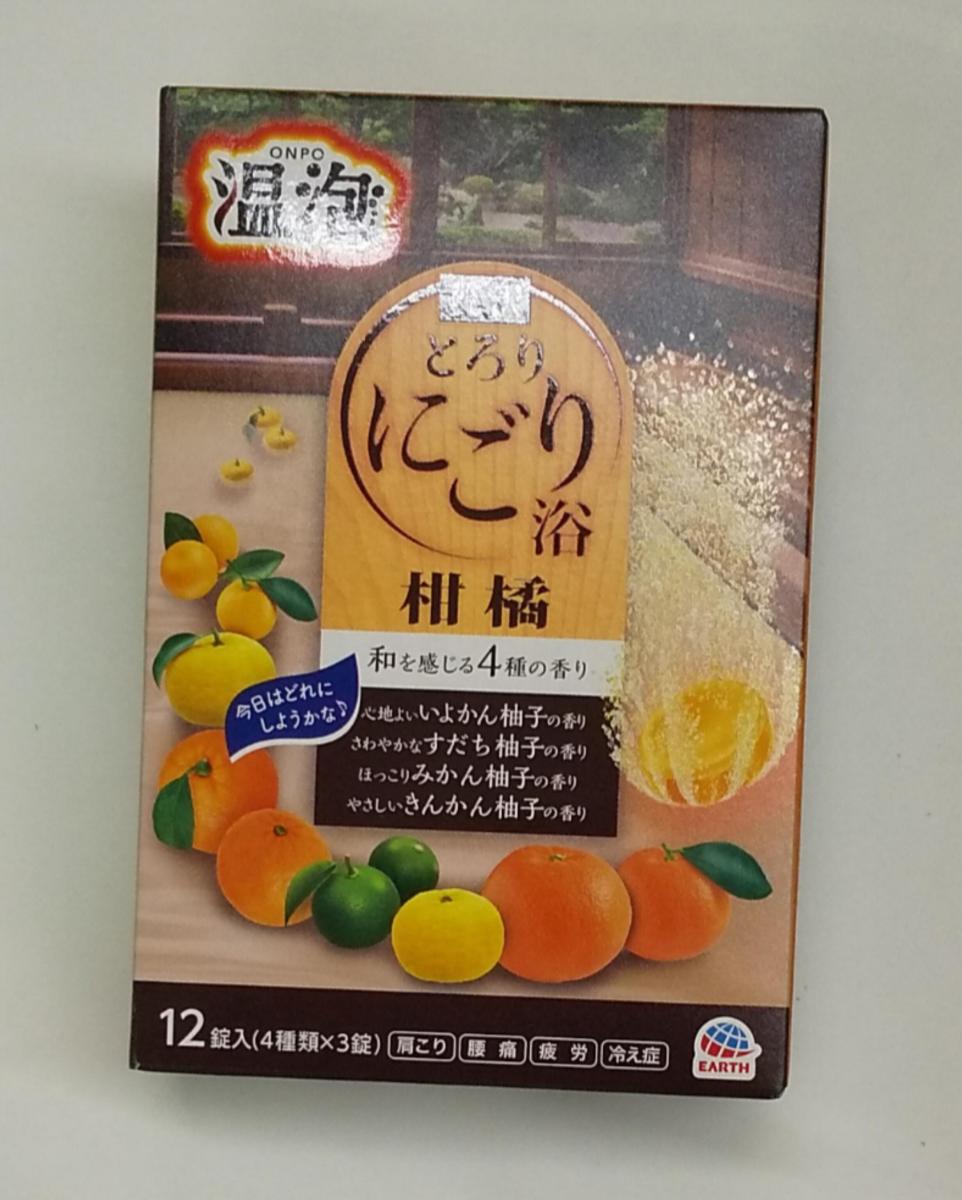 ONPO
温泡
とろり
にごり
浴
柑橘
和を感じる4種の香り
今日はどれに
しようかな♪
心地よいいよかん柚子の香り
さわやかなすだち柚子の香り
ほっこりみかん柚子の香り
やさしいきんかん柚子の香り
12錠入(4種類×3錠) 肩こり 腰痛 疲労 冷え症
EARTH